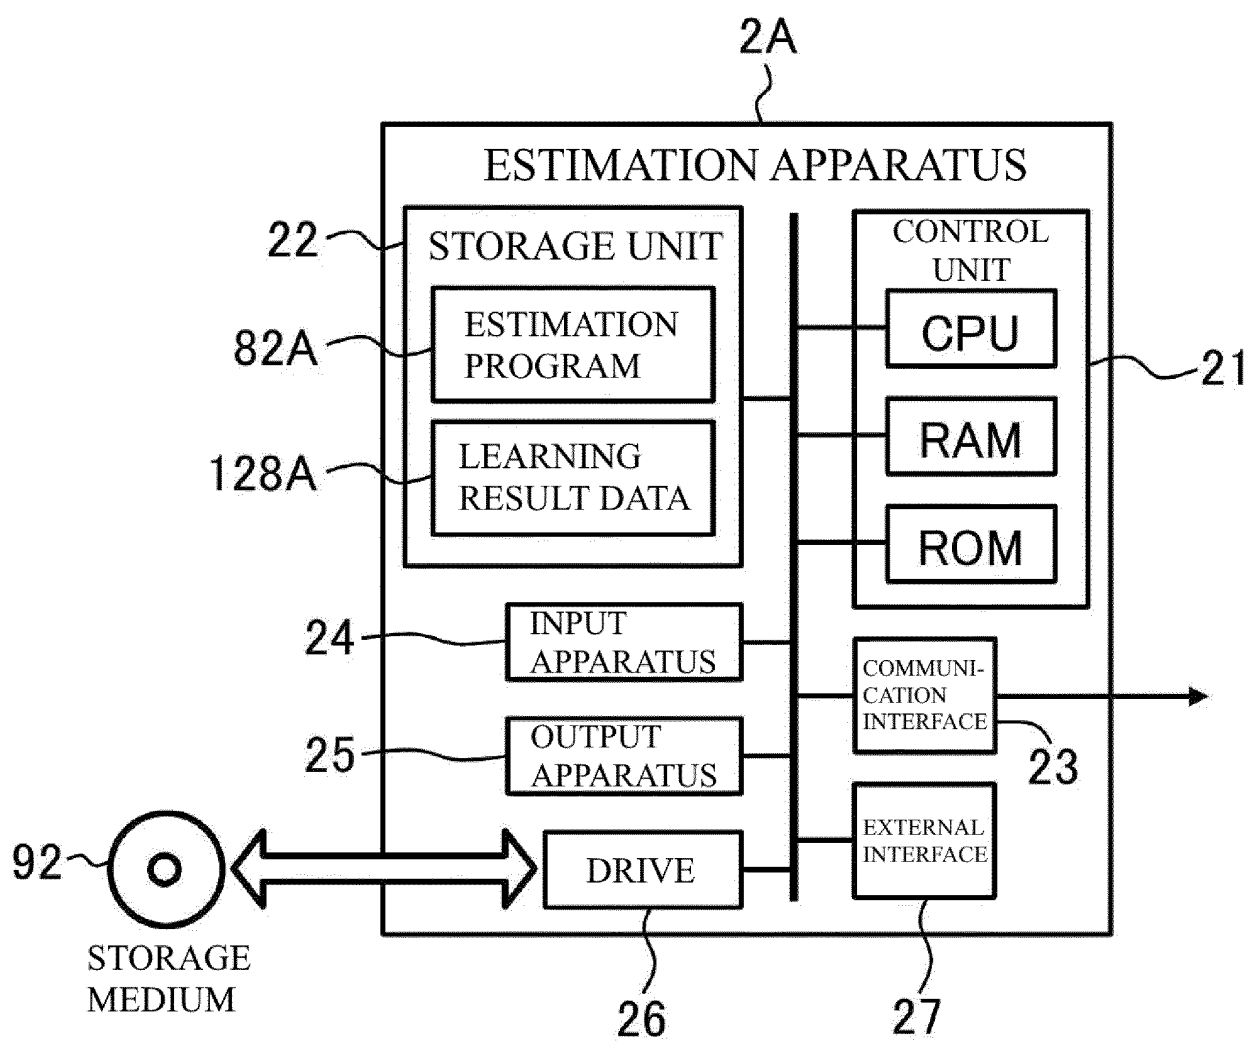 2A
ESTIMATION APPARATUS
22
STORAGE UNIT
82A
ESTIMATION
PROGRAM
128A
LEARNING
RESULT DATA
CONTROL
UNIT
CPU
RAM
ROM
21
24
INPUT
APPARATUS
25
OUTPUT
APPARATUS
COMMUNI-
CATION
INTERFACE
23
92
STORAGE
MEDIUM
DRIVE
26
EXTERNAL
INTERFACE
27